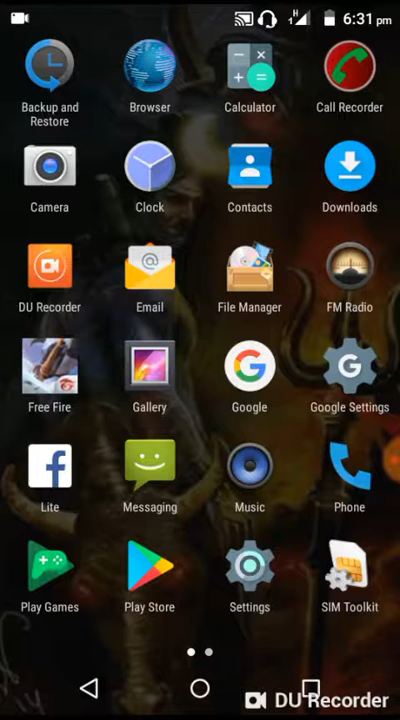 H
1
6:31 pm
Backup and
Restore
Browser
Calculator
Call Recorder
Camera
Clock
Contacts
Downloads
DU Recorder
Email
File Manager
FM Radio
Free Fire
Gallery
Google
Google Settings
Lite
Messaging
Music
Phone
Play Games
Play Store
Settings
SIM Toolkit
DU Recorder